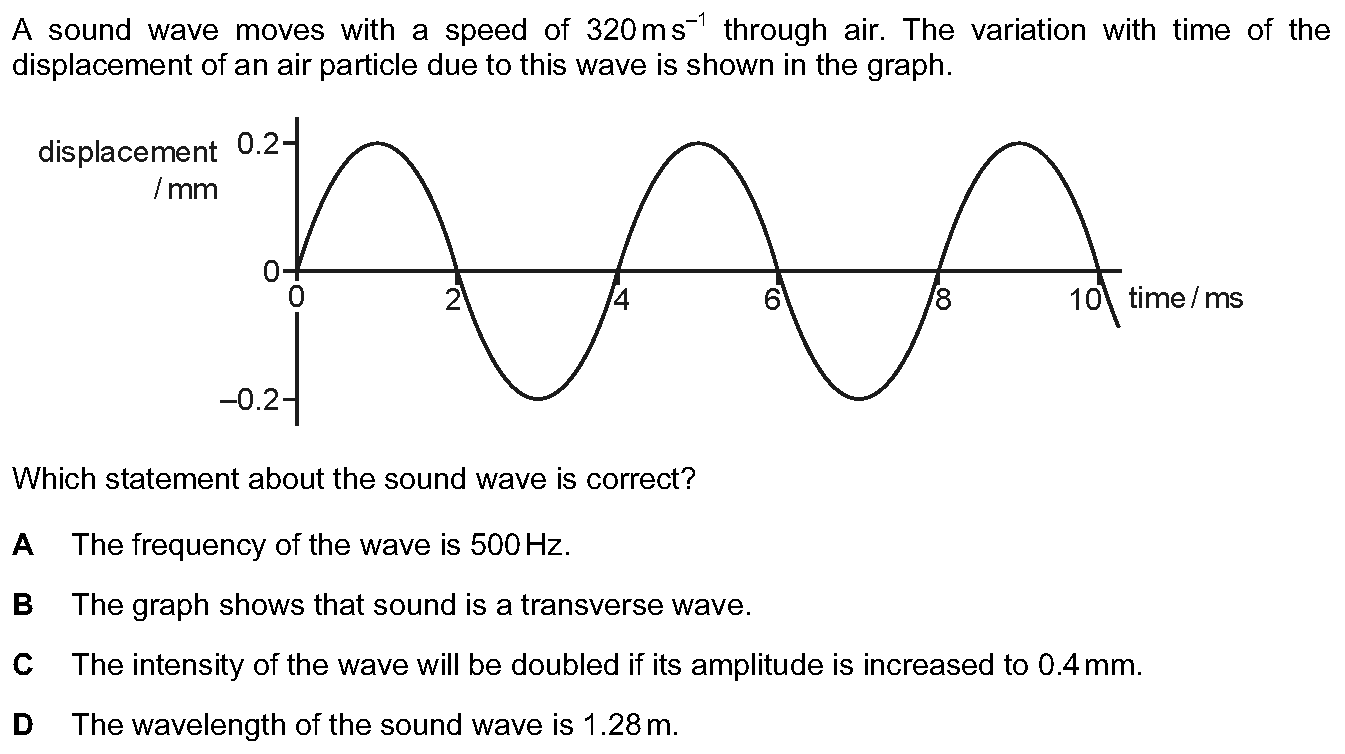 A sound wave moves with a speed of 320 m s⁻¹ through air. The variation with time of the
displacement of an air particle due to this wave is shown in the graph.
displacement
/ mm
0.2
0
–0.2
0 2 4 6 8 10 time / ms
Which statement about the sound wave is correct?
A The frequency of the wave is 500 Hz.
B The graph shows that sound is a transverse wave.
C The intensity of the wave will be doubled if its amplitude is increased to 0.4 mm.
D The wavelength of the sound wave is 1.28 m.